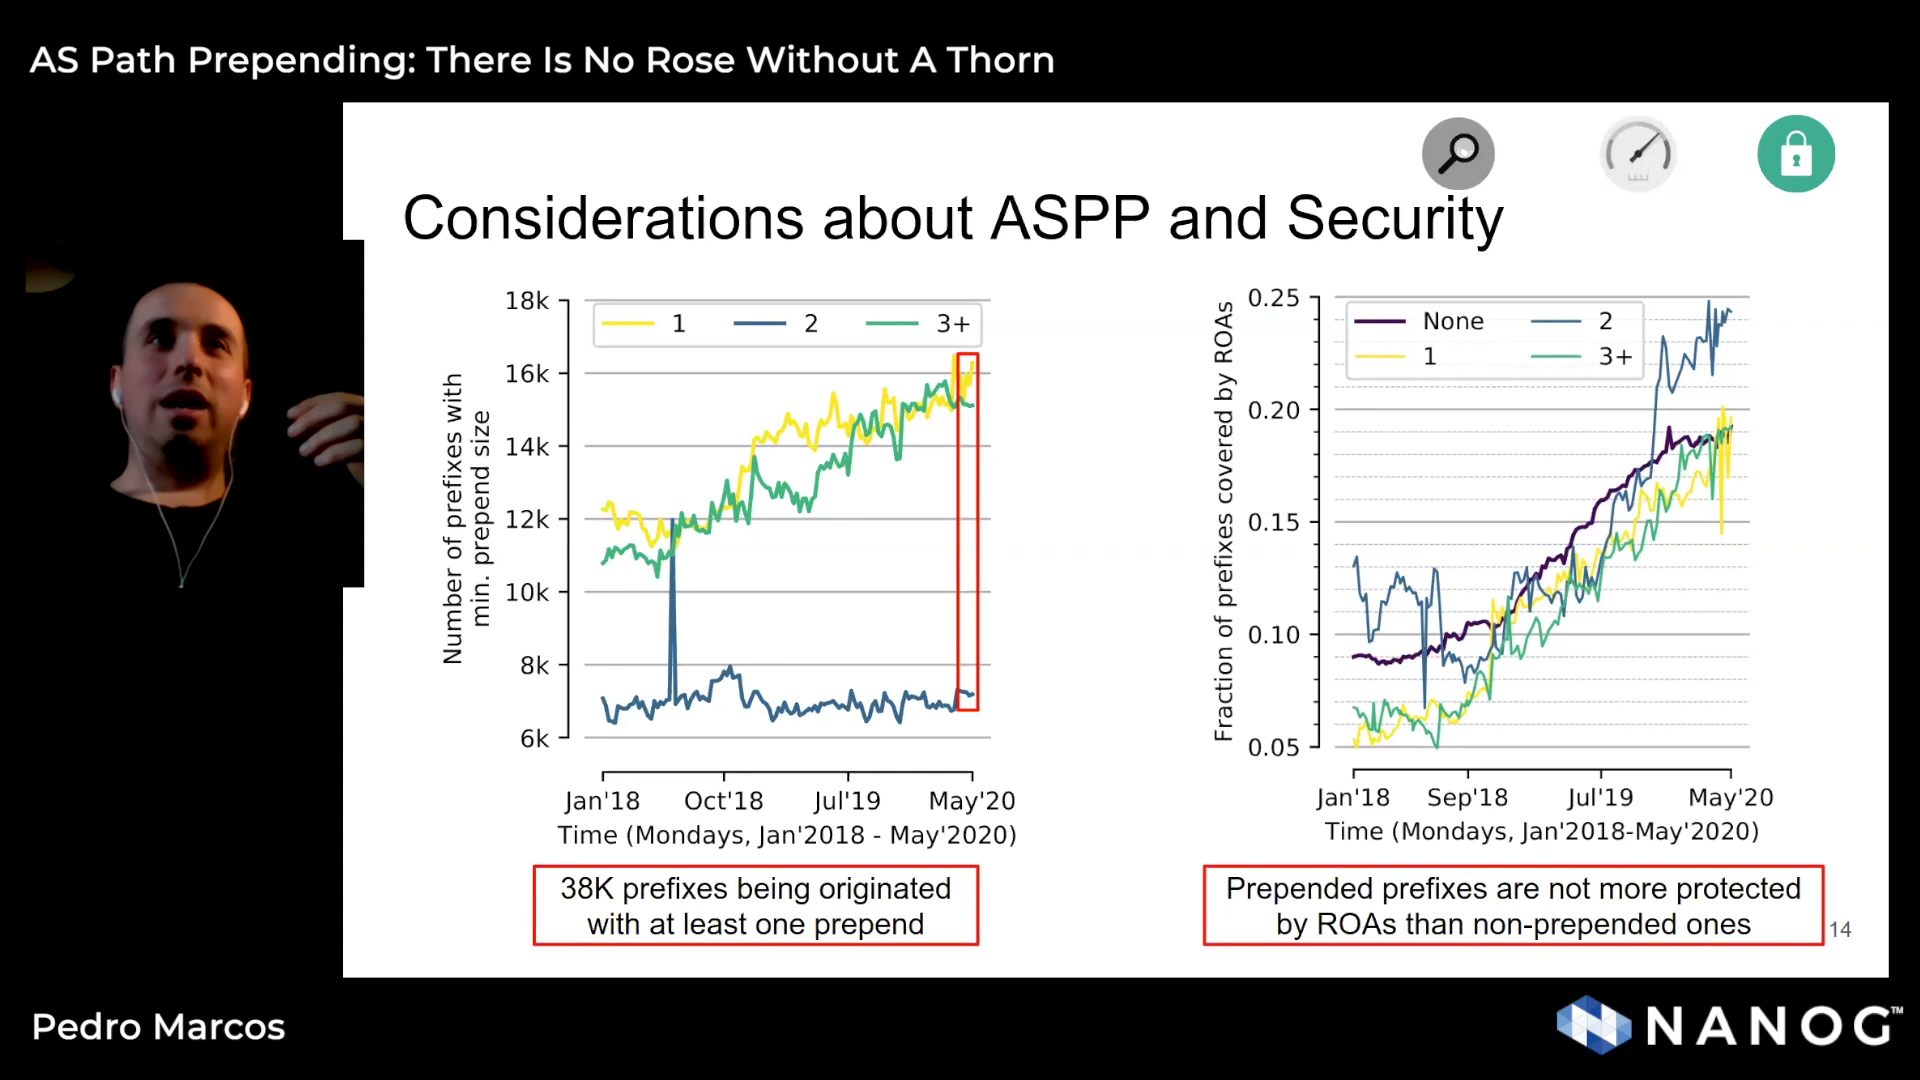 AS Path Prepending: There Is No Rose Without A Thorn
Considerations about ASPP and Security
18k
16k
14k
12k
10k
8k
6k
1
2
3+
Number of prefixes with
min. prepend size
Jan'18
Oct'18
Jul'19
May'20
Time (Mondays, Jan'2018 - May'2020)
38K prefixes being originated
with at least one prepend
0.25
0.20
0.15
0.10
0.05
None
2
1
3+
Fraction of prefixes covered by ROAs
Jan'18
Sep'18
Jul'19
May'20
Time (Mondays, Jan'2018-May'2020)
Prepended prefixes are not more protected
by ROAs than non-prepended ones
14
Pedro Marcos
NANOG™